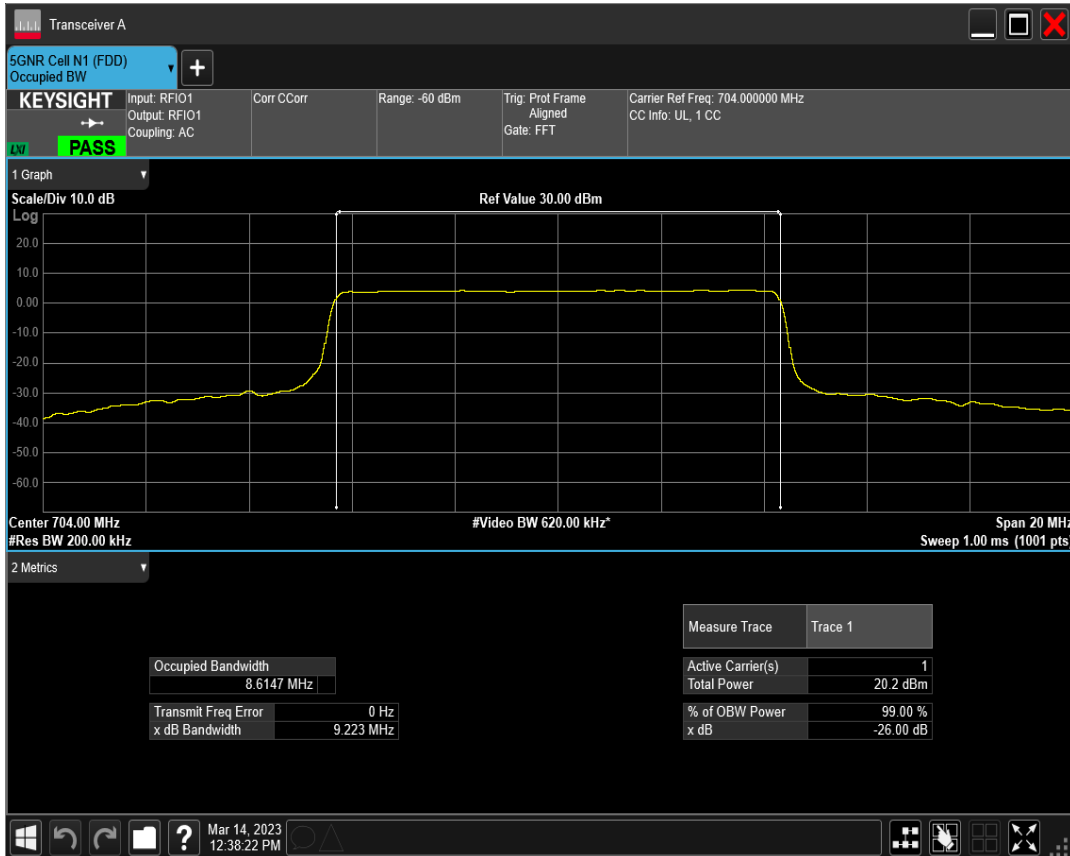 Transceiver A
5GNR Cell N1 (FDD)
Occupied BW
+
KEYSIGHT
LXI
PASS
Input: RFIO1
Output: RFIO1
Coupling: AC
Corr CCorr
Range: -60 dBm
Trig: Prot Frame
Aligned
Gate: FFT
Carrier Ref Freq: 704.000000 MHz
CC Info: UL, 1 CC
1 Graph
Scale/Div 10.0 dB
Ref Value 30.00 dBm
Log
20.0
10.0
0.00
-10.0
-20.0
-30.0
-40.0
-50.0
-60.0
Center 704.00 MHz
#Video BW 620.00 kHz*
Span 20 MHz
#Res BW 200.00 kHz
Sweep 1.00 ms (1001 pts)
2 Metrics
Measure Trace Trace 1
Occupied Bandwidth
8.6147 MHz
Active Carrier(s) 1
Total Power 20.2 dBm
Transmit Freq Error 0 Hz
x dB Bandwidth 9.223 MHz
% of OBW Power 99.00 %
x dB -26.00 dB
?
Mar 14, 2023
12:38:22 PM